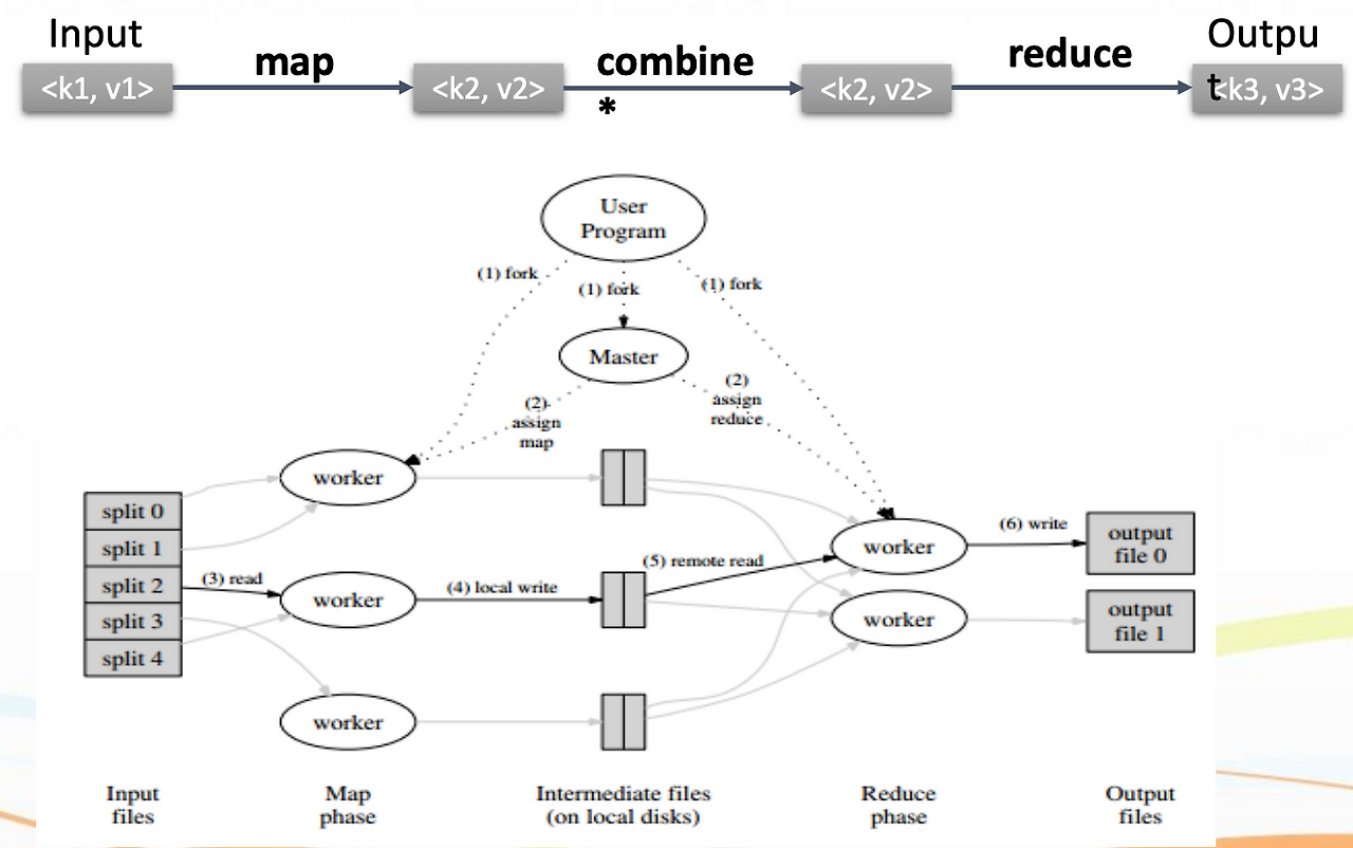 Input
map
combine
*
reduce
Outpu
t
<k1, v1>
<k2, v2>
<k2, v2>
<k3, v3>
User
Program
(1) fork
(1) fork
(1) fork
Master
(2)
assign
map
(2)
assign
reduce
worker
split 0
split 1
split 2
split 3
split 4
(3) read
worker
(4) local write
(5) remote read
worker
(6) write
output
file 0
worker
output
file 1
worker
Input
files
Map
phase
Intermediate files
(on local disks)
Reduce
phase
Output
files